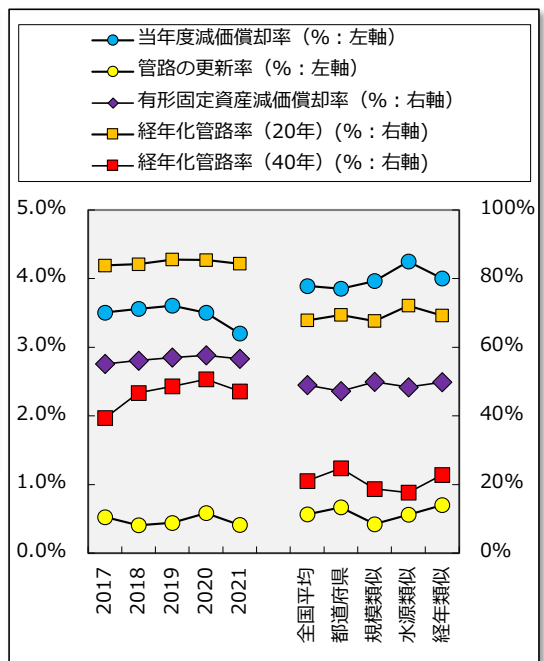 当年度減価償却率（%：左軸）
管路の更新率（%：左軸）
有形固定資産減価償却率（%：右軸）
経年化管路率（20年）(%：右軸)
経年化管路率（40年）(%：右軸)
5.0%
4.0%
3.0%
2.0%
1.0%
0.0%
100%
80%
60%
40%
20%
0%
2017
2018
2019
2020
2021
全国平均
都道府県
規模類似
水源類似
経年類似